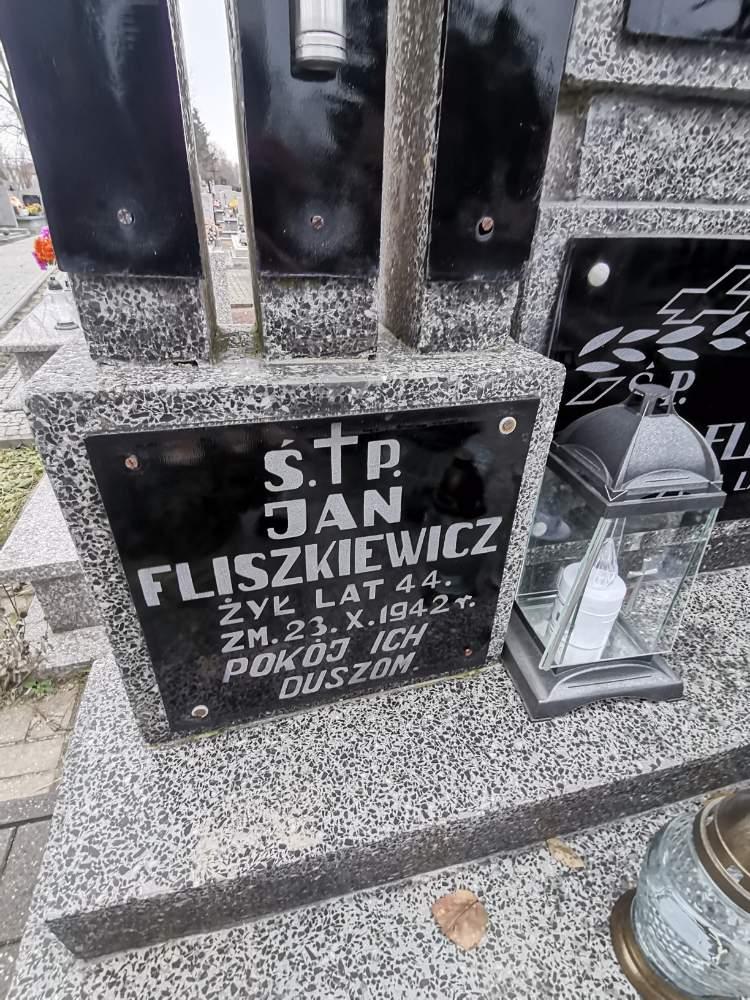 Ś. P.
JAN
FLISZKIEWICZ
ŻYŁ LAT 44.
ZM. 23. X. 1942 r.
POKÓJ ICH
DUSZOM.
Ś. P.